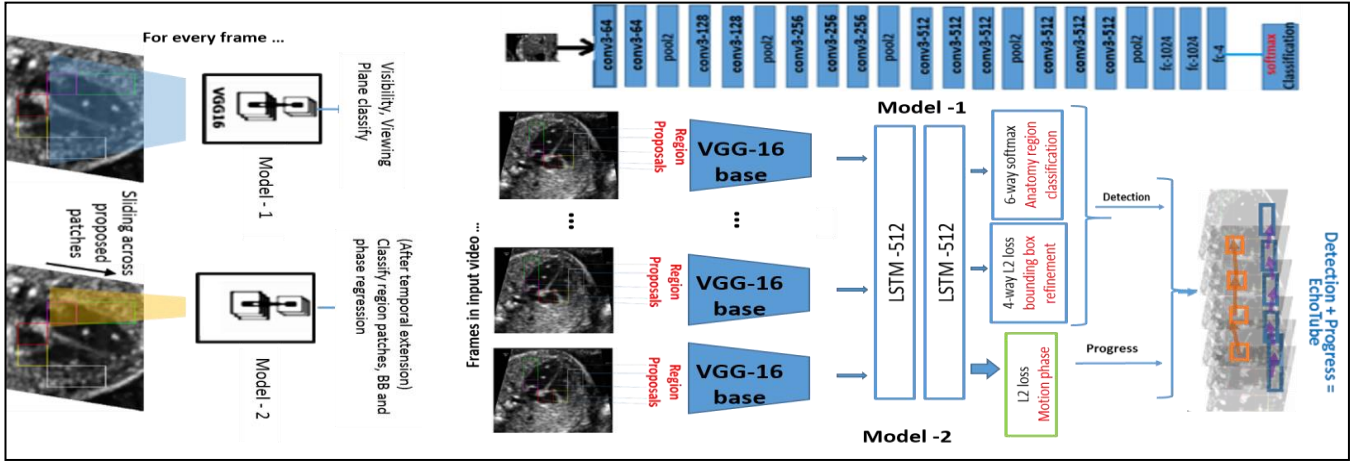 For every frame ...
VGG16
Model - 1
Visibility, Viewing
Plane classify
Sliding across
proposed
patches
Model - 2
(After temporal extension)
Classify region patches, BB and
phase regression
conv3-64
conv3-64
pool2
conv3-128
conv3-128
pool2
conv3-256
conv3-256
conv3-256
pool2
conv3-512
conv3-512
conv3-512
pool2
conv3-512
conv3-512
conv3-512
pool2
fc-1024
fc-1024
fc-4
softmax
Classification
Model -1
Frames in input video ...
Region
Proposals
VGG-16
base
...
...
Region
Proposals
VGG-16
base
Region
Proposals
VGG-16
base
LSTM -512
LSTM -512
6-way softmax
Anatomy region
classification
4-way L2 loss
bounding box
refinement
L2 loss
Motion phase
Detection
Progress
Model -2
Detection + Progress =
EchoTube